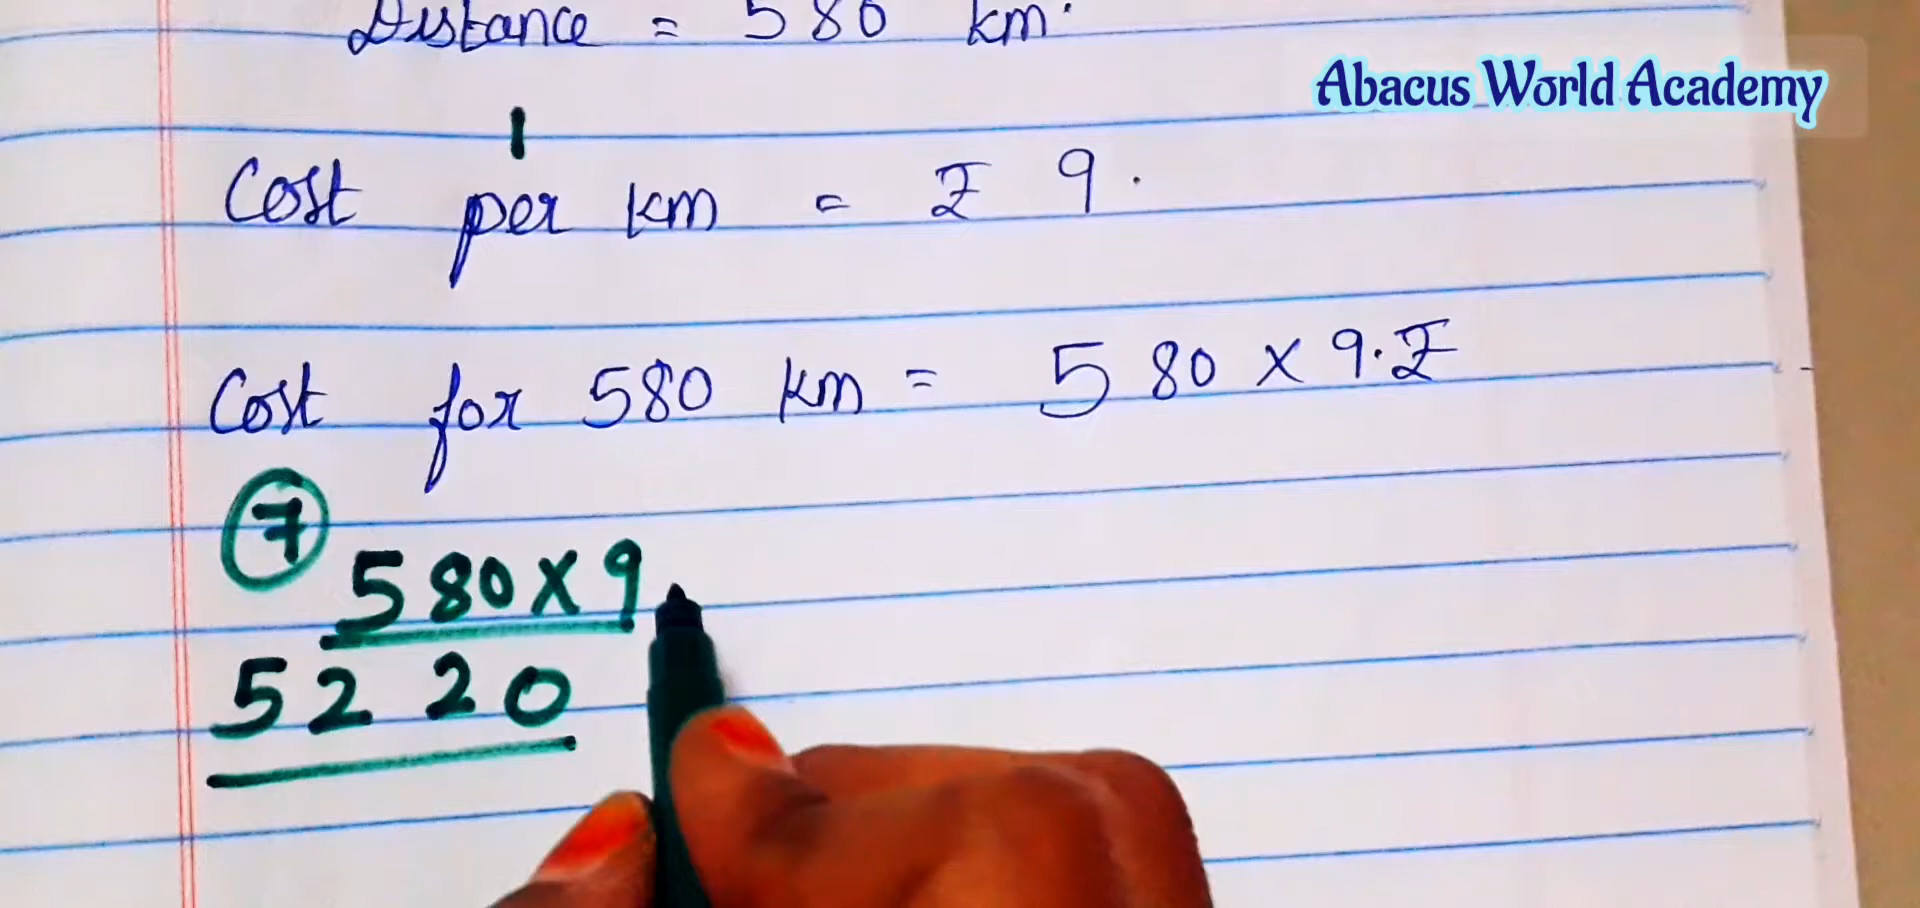 Distance = 580 km.
Abacus World Academy
1
Cost per km = ₹ 9.
Cost for 580 km = 580 x 9.₹
7
580x9
5220